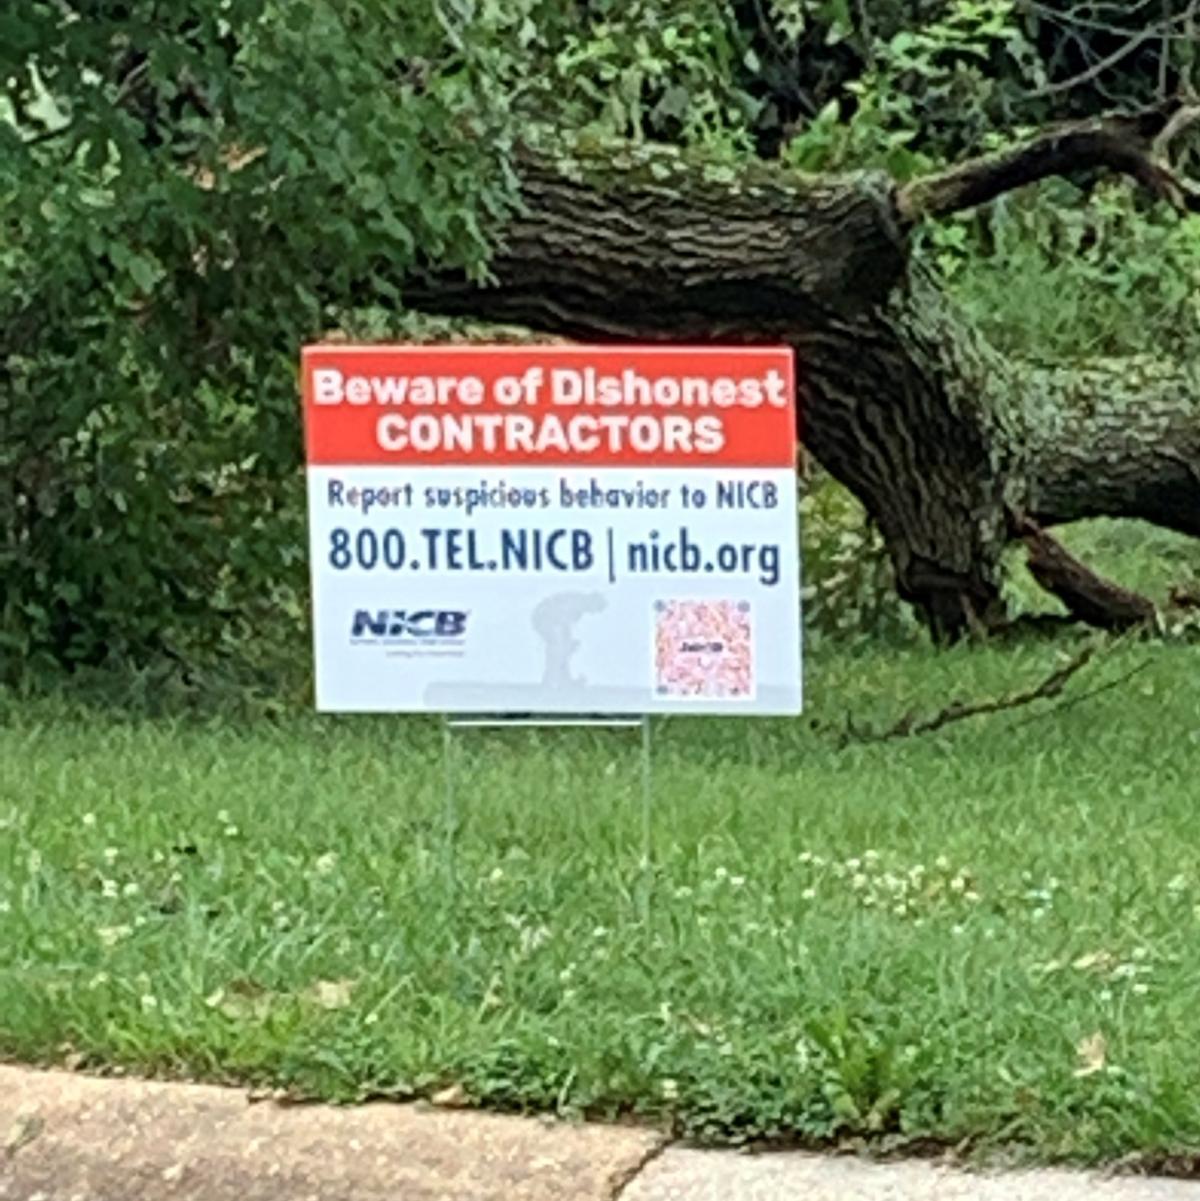 Beware of Dishonest
CONTRACTORS
Report suspicious behavior to NICB
800.TEL.NICB | nicb.org
NICB